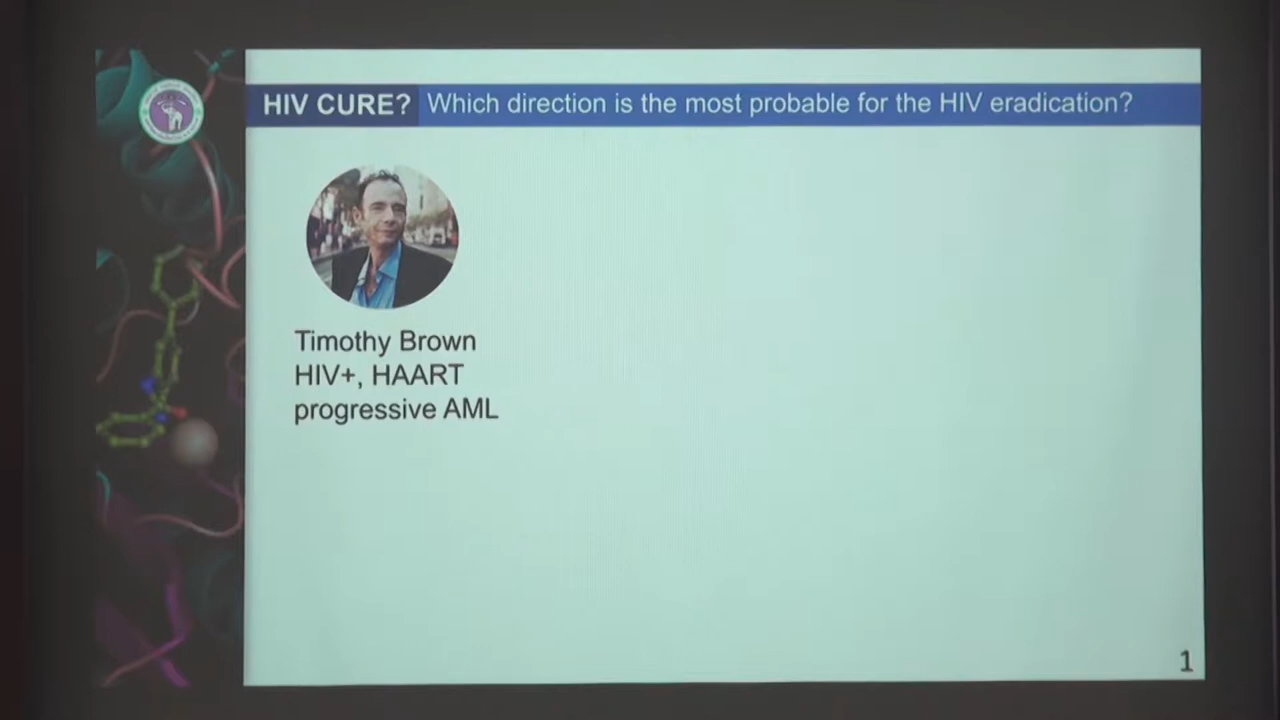 HIV CURE? Which direction is the most probable for the HIV eradication?
Timothy Brown
HIV+, HAART
progressive AML
1